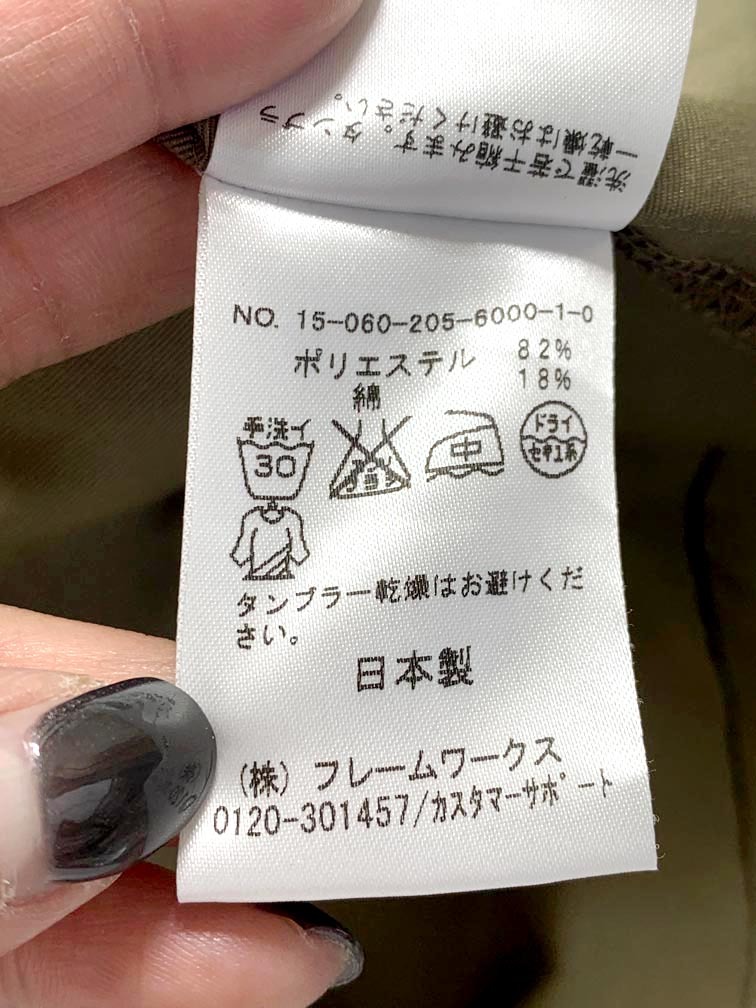 洗濯で若干縮みます。タンブラ
ー乾燥はお避けください。
NO. 15-060-205-6000-1-0
ポリエステル 82%
綿 18%
手洗イ
30
中
ドライ
セキユ系
タンブラー乾燥はお避けくだ
さい。
日本製
(株) フレームワークス
0120-301457/カスタマーサポート